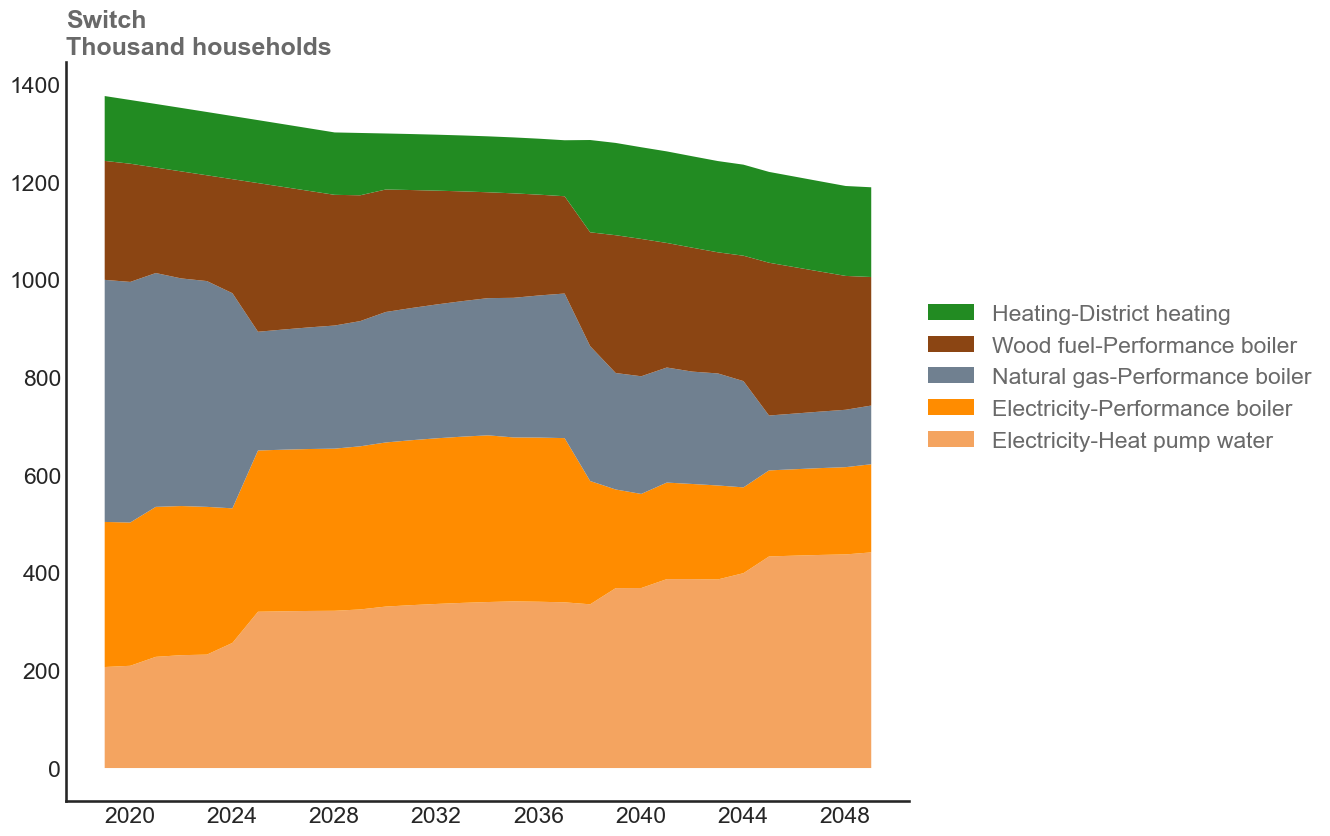 Switch
Thousand households
1400
1200
1000
800
600
400
200
0
2020 2024 2028 2032 2036 2040 2044 2048
Heating-District heating
Wood fuel-Performance boiler
Natural gas-Performance boiler
Electricity-Performance boiler
Electricity-Heat pump water